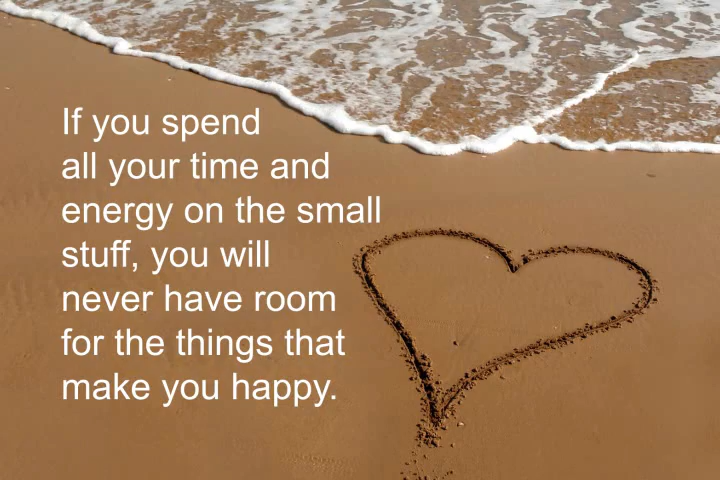 If you spend
all your time and
energy on the small
stuff, you will
never have room
for the things that
make you happy.